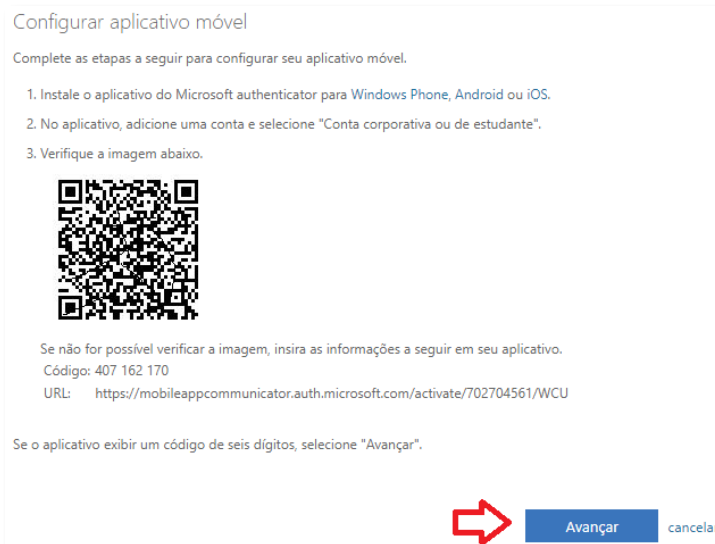 Configurar aplicativo móvel
Complete as etapas a seguir para configurar seu aplicativo móvel.
1. Instale o aplicativo do Microsoft authenticator para Windows Phone, Android ou iOS.
2. No aplicativo, adicione uma conta e selecione "Conta corporativa ou de estudante".
3. Verifique a imagem abaixo.
Se não for possível verificar a imagem, insira as informações a seguir em seu aplicativo.
Código: 407 162 170
URL: https://mobileappcommunicator.auth.microsoft.com/activate/702704561/WCU
Se o aplicativo exibir um código de seis dígitos, selecione "Avançar".
Avançar cancelar